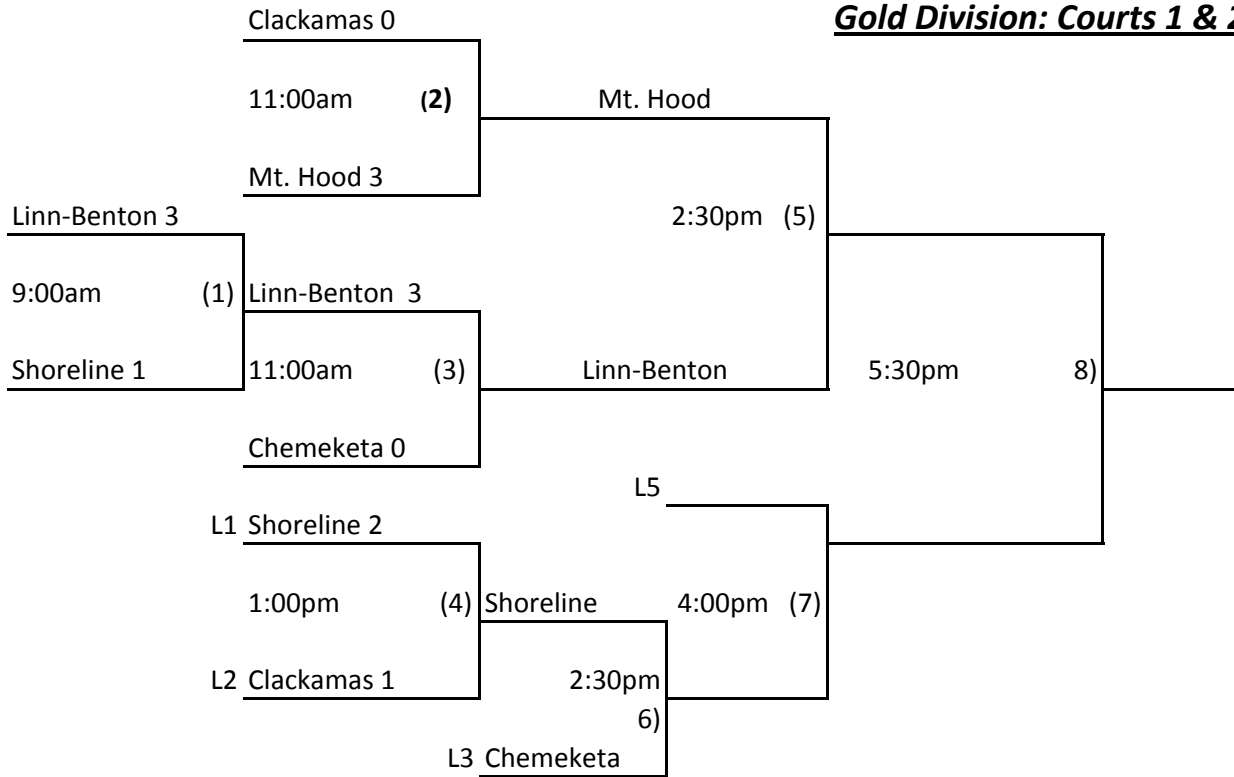 Clackamas 0
Gold Division: Courts 1 & 2
11:00am (2) Mt. Hood
Mt. Hood 3
Linn-Benton 3
2:30pm (5)
9:00am (1) Linn-Benton 3
Shoreline 1
11:00am (3) Linn-Benton
5:30pm 8)
Chemeketa 0
L5
L1 Shoreline 2
1:00pm (4) Shoreline
4:00pm (7)
L2 Clackamas 1
2:30pm
6)
L3 Chemeketa